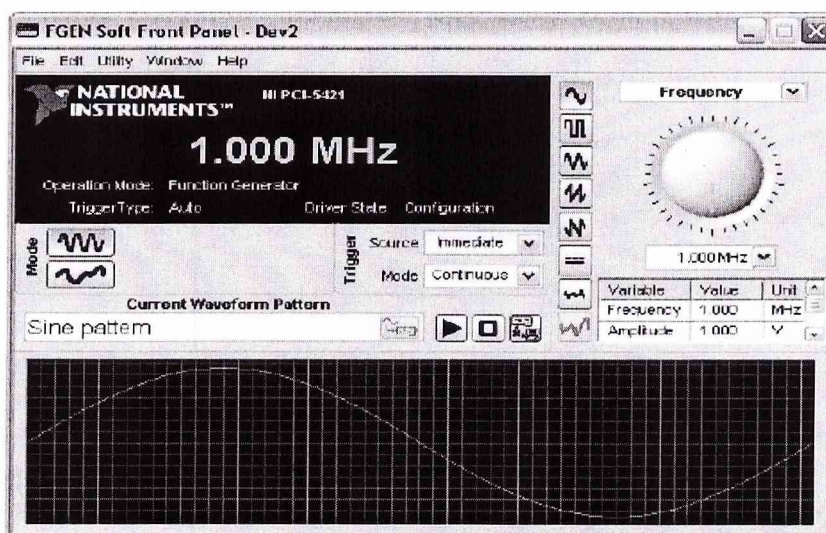 FGEN Soft Front Panel - Dev2
File Edit Utility Window Help
NATIONAL INSTRUMENTS™
NI PCI-5421
1.000 MHz
Operation Mode: Function Generator
Trigger Type: Auto Driver State: Configuration
Frequency
Mode
Trigger
Source Immediate
Mode Continuous
1.000 MHz
Current Waveform Pattern
Sine pattern
Variable Value Unit
Frequency 1.000 MHz
Amplitude 1.000 V